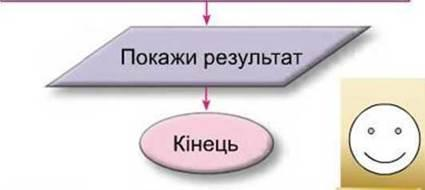 Покажи результат
Кінець